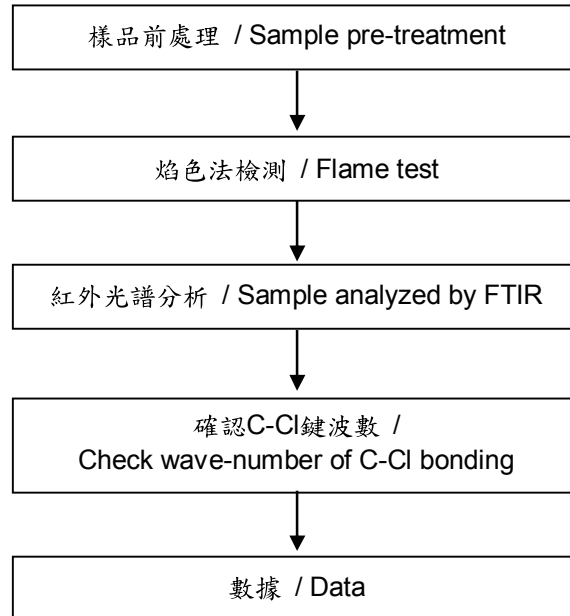 樣品前處理 / Sample pre-treatment
焰色法檢測 / Flame test
紅外光譜分析 / Sample analyzed by FTIR
確認C-Cl鍵波數 /
Check wave-number of C-Cl bonding
數據 / Data